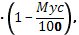 · (1 − Myc/100),